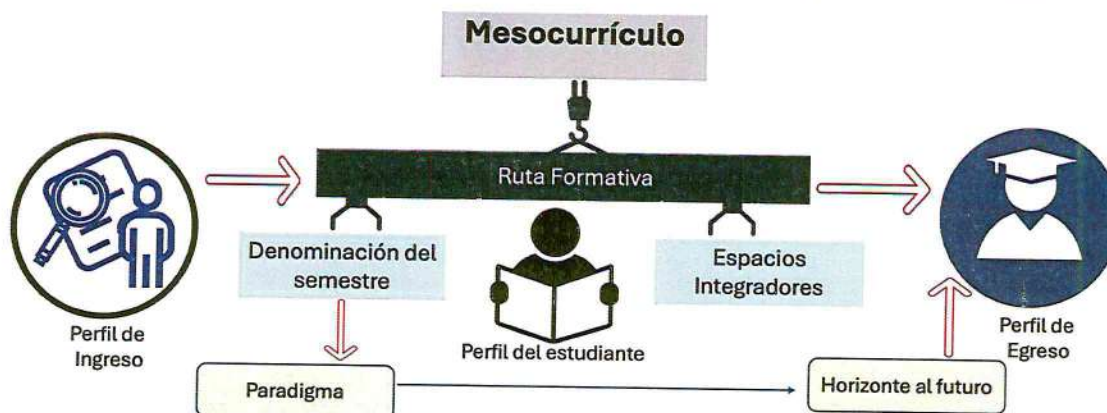 Mesocurrículo
Ruta Formativa
Denominación del
semestre
Espacios
Integradores
Perfil de
Ingreso
Perfil del estudiante
Perfil de
Egreso
Paradigma
Horizonte al futuro